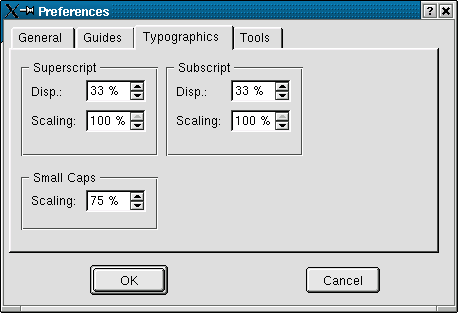 Preferences
General Guides Typographics Tools
Superscript Subscript
Disp.: 33 % Disp.: 33 %
Scaling: 100 % Scaling: 100 %
Small Caps
Scaling: 75 %
OK Cancel